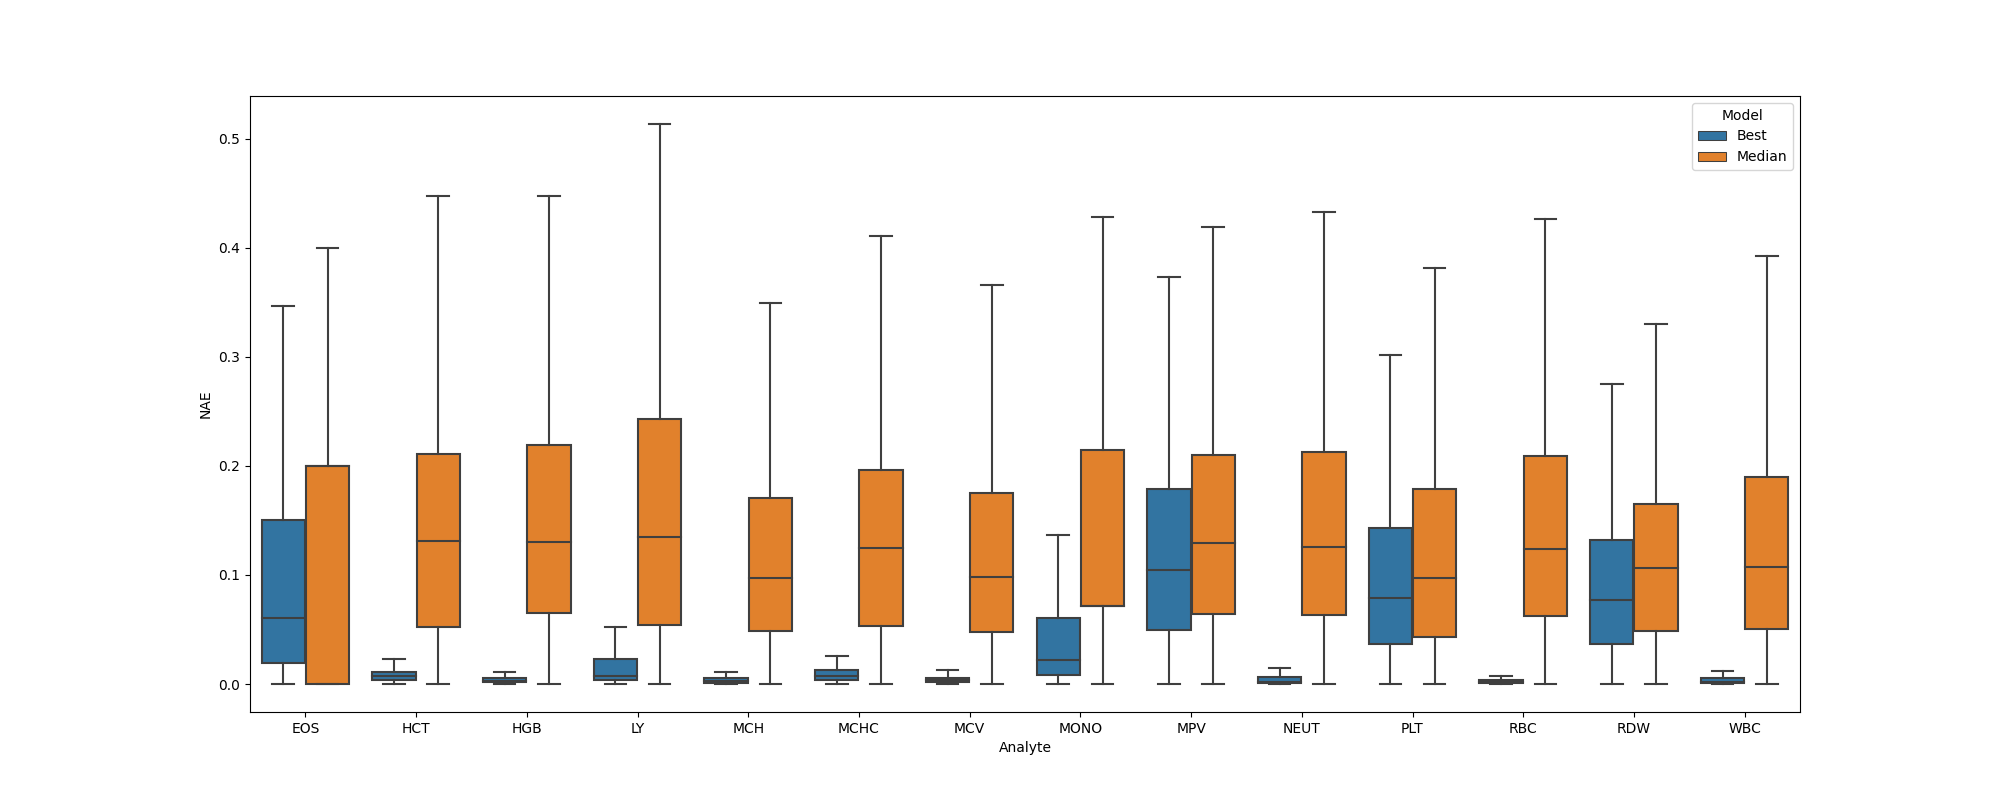 Model
Best
Median
0.5
0.4
0.3
0.2
0.1
0.0
NAE
EOS HCT HGB LY MCH MCHC MCV MONO MPV NEUT PLT RBC RDW WBC
Analyte